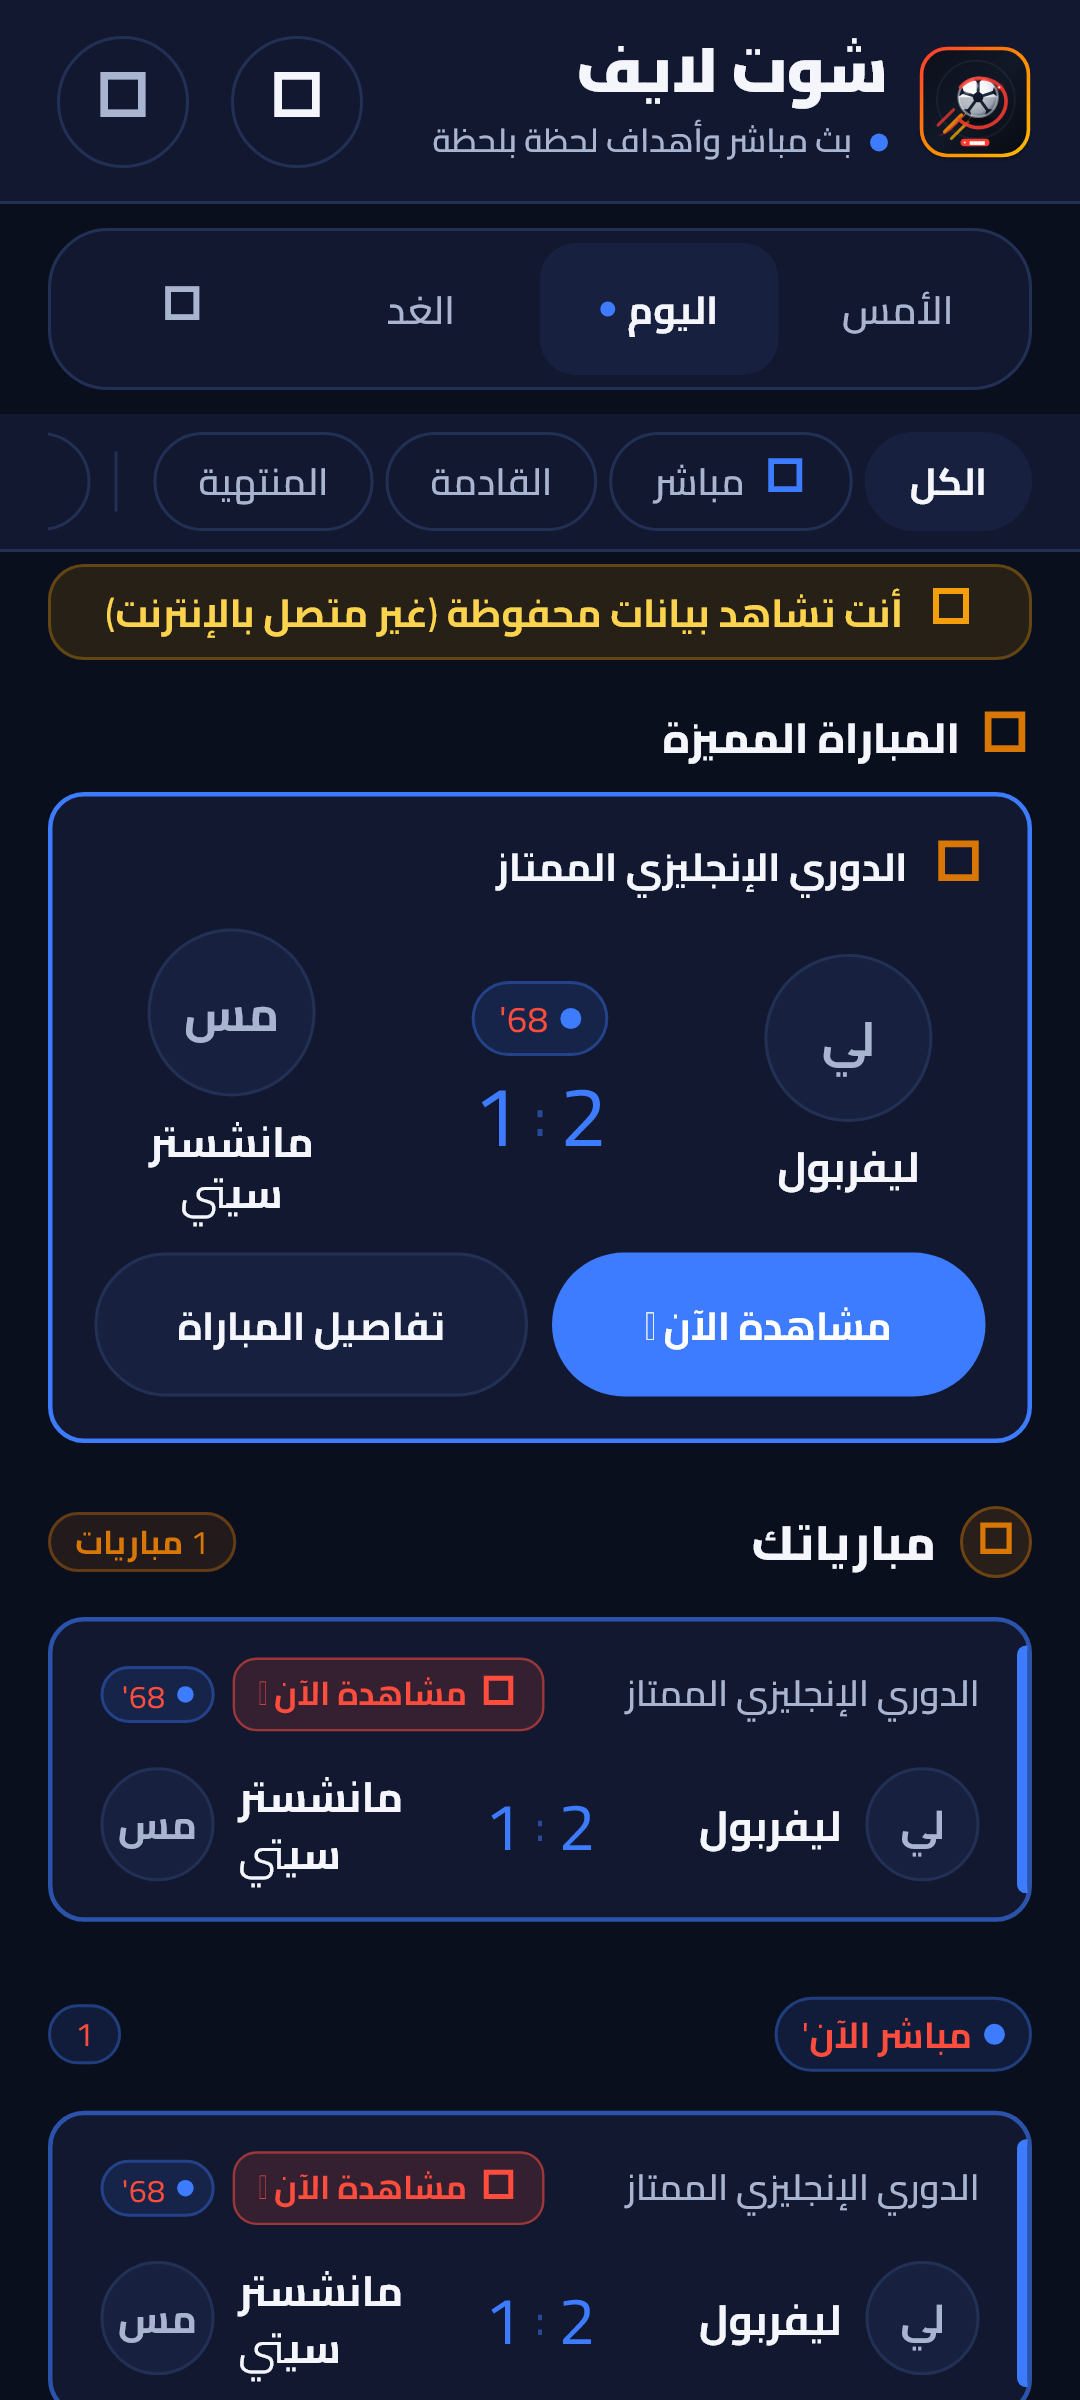 شوت لايف
بث مباشر وأهداف لحظة بلحظة
الأمس
اليوم
الغد
الكل
مباشر
القادمة
المنتهية
أنت تشاهد بيانات محفوظة (غير متصل بالإنترنت)
المباراة المميزة
الدوري الإنجليزي الممتاز
لي
ليفربول
68'
2 : 1
مس
مانشستر
سيتي
مشاهدة الآن
تفاصيل المباراة
مبارياتك
1 مباريات
الدوري الإنجليزي الممتاز
مشاهدة الآن
68'
لي
ليفربول
2 : 1
مانشستر
سيتي
مس
مباشر الآن'
1
الدوري الإنجليزي الممتاز
مشاهدة الآن
68'
لي
ليفربول
2 : 1
مانشستر
سيتي
مس